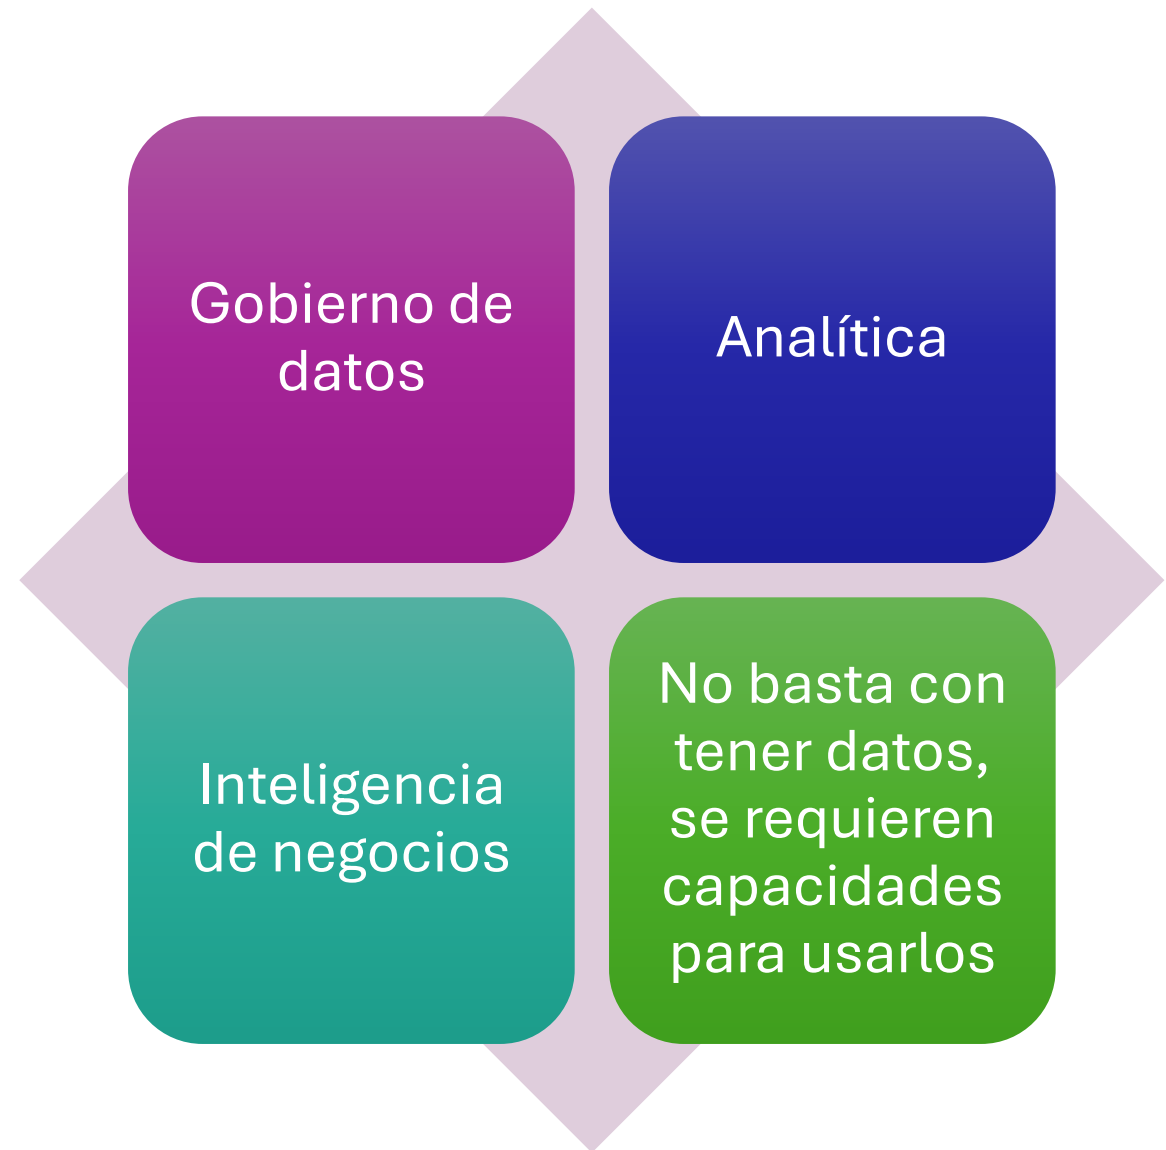 Gobierno de
datos
Analítica
Inteligencia
de negocios
No basta con
tener datos,
se requieren
capacidades
para usarlos